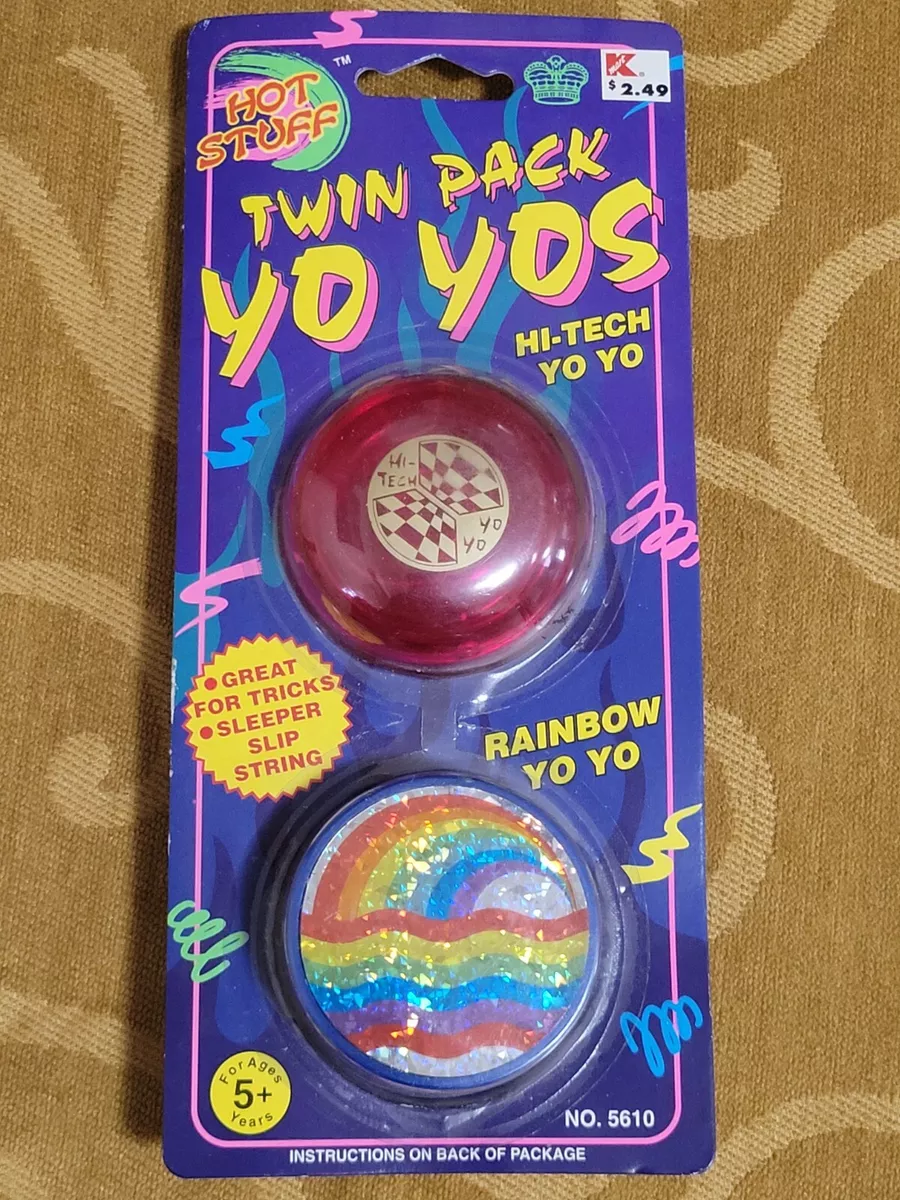 HOT
STUFF
TM
Kmart
$ 2.49
TWIN PACK
YO YOS
HI-TECH
YO YO
HI-
TECH
YO
YO
• GREAT
FOR TRICKS
• SLEEPER
SLIP
STRING
RAINBOW
YO YO
For Ages
5+
Years
NO. 5610
INSTRUCTIONS ON BACK OF PACKAGE